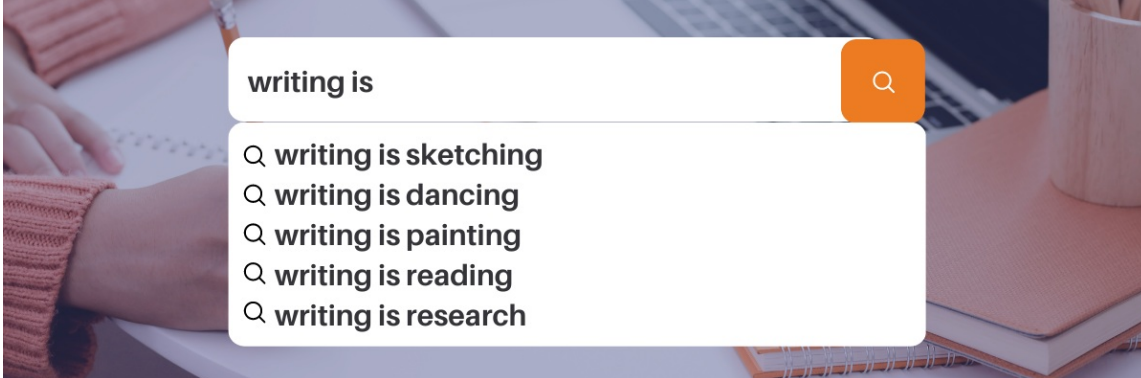 writing is
writing is sketching
writing is dancing
writing is painting
writing is reading
writing is research